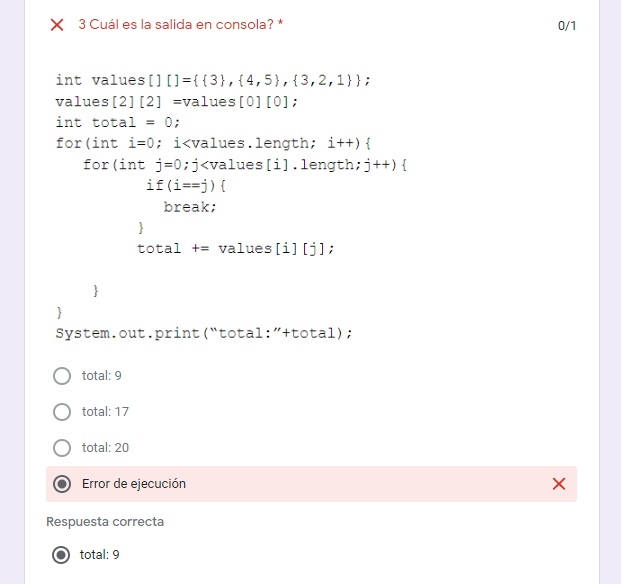 3 Cuál es la salida en consola? *
0/1
int values[][]={{3},{4,5},{3,2,1}};
values[2][2] =values[0][0];
int total = 0;
for(int i=0; i<values.length; i++){
for(int j=0;j<values[i].length;j++){
if(i==j){
break;
}
total += values[i][j];
}
}
System.out.print(“total:”+total);
total: 9
total: 17
total: 20
Error de ejecución
Respuesta correcta
total: 9